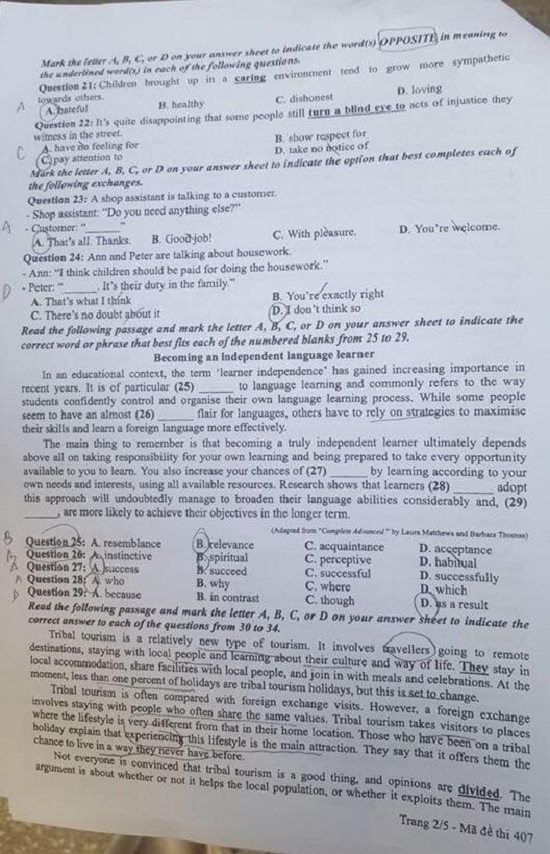 Mark the letter A, B, C, or D on your answer sheet to indicate the word(s) OPPOSITE in meaning to
the underlined word(s) in each of the following questions.
Question 21: Children brought up in a caring environment tend to grow more sympathetic
towards others.
A A. hateful B. healthy C. dishonest D. loving
Question 22: It's quite disappointing that some people still turn a blind eye to acts of injustice they
witness in the street.
A. have no feeling for B. show respect for
C C. pay attention to D. take no notice of
Mark the letter A, B, C, or D on your answer sheet to indicate the option that best completes each of
the following exchanges.
Question 23: A shop assistant is talking to a customer.
- Shop assistant: "Do you need anything else?"
A - Customer: "______"
A. That's all. Thanks. B. Good job! C. With pleasure. D. You're welcome.
Question 24: Ann and Peter are talking about housework.
- Ann: "I think children should be paid for doing the housework."
D - Peter: "______. It's their duty in the family."
A. That's what I think B. You're exactly right
C. There's no doubt about it D. I don't think so
Read the following passage and mark the letter A, B, C, or D on your answer sheet to indicate the
correct word or phrase that best fits each of the numbered blanks from 25 to 29.
Becoming an independent language learner
In an educational context, the term 'learner independence' has gained increasing importance in
recent years. It is of particular (25) ______ to language learning and commonly refers to the way
students confidently control and organise their own language learning process. While some people
seem to have an almost (26) ______ flair for languages, others have to rely on strategies to maximise
their skills and learn a foreign language more effectively.
The main thing to remember is that becoming a truly independent learner ultimately depends
above all on taking responsibility for your own learning and being prepared to take every opportunity
available to you to learn. You also increase your chances of (27) ______ by learning according to your
own needs and interests, using all available resources. Research shows that learners (28) ______ adopt
this approach will undoubtedly manage to broaden their language abilities considerably and, (29)
______, are more likely to achieve their objectives in the longer term.
(Adapted from "Complete Advanced" by Laura Matthews and Barbara Thomas)
B Question 25: A. resemblance B. relevance C. acquaintance D. acceptance
Question 26: A. instinctive B. spiritual C. perceptive D. habitual
A Question 27: A. success B. succeed C. successful D. successfully
A Question 28: A. who B. why C. where D. which
D Question 29: A. because B. in contrast C. though D. as a result
Read the following passage and mark the letter A, B, C, or D on your answer sheet to indicate the
correct answer to each of the questions from 30 to 34.
Tribal tourism is a relatively new type of tourism. It involves travellers going to remote
destinations, staying with local people and learning about their culture and way of life. They stay in
local accommodation, share facilities with local people, and join in with meals and celebrations. At the
moment, less than one percent of holidays are tribal tourism holidays, but this is set to change.
Tribal tourism is often compared with foreign exchange visits. However, a foreign exchange
involves staying with people who often share the same values. Tribal tourism takes visitors to places
where the lifestyle is very different from that in their home location. Those who have been on a tribal
holiday explain that experiencing this lifestyle is the main attraction. They say that it offers them the
chance to live in a way they never have before.
Not everyone is convinced that tribal tourism is a good thing, and opinions are divided. The
argument is about whether or not it helps the local population, or whether it exploits them. The main
Trang 2/5 - Mã đề thi 407